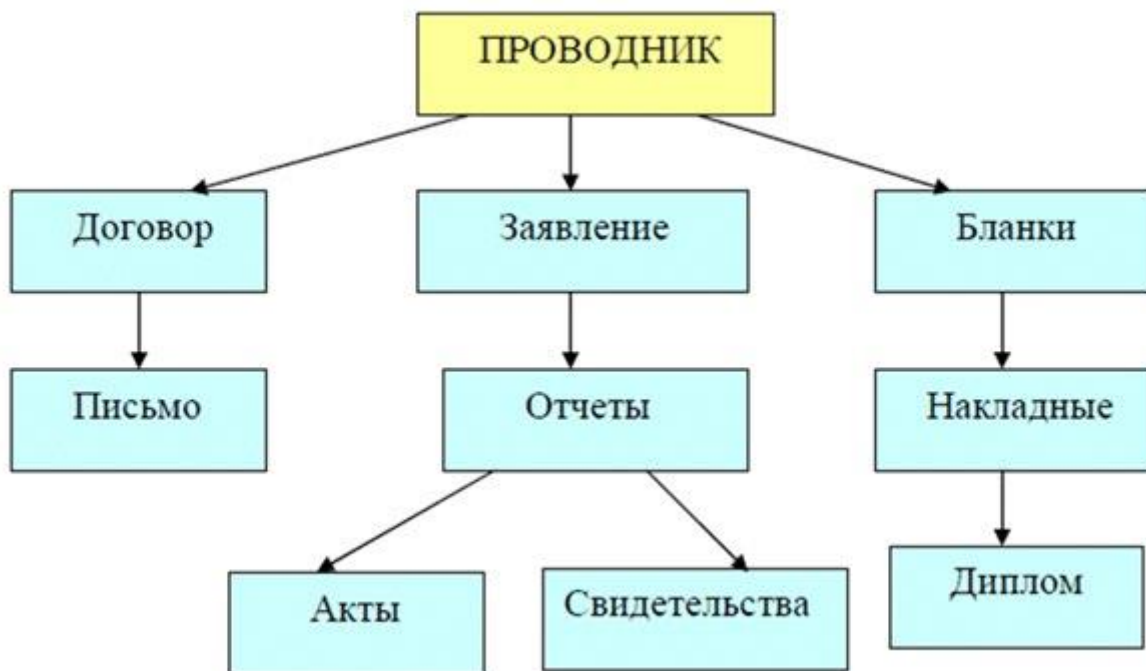 ПРОВОДНИК
Договор
Заявление
Бланки
Письмо
Отчеты
Накладные
Акты
Свидетельства
Диплом